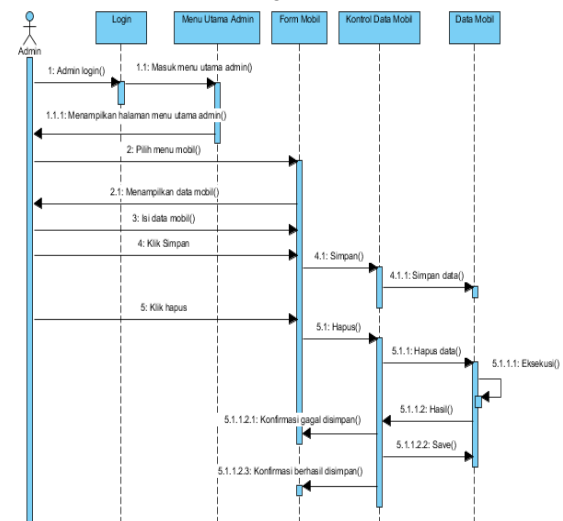 Login
Menu Utama Admin
Form Mobil
Kontrol Data Mobil
Data Mobil
Admin
1: Admin login()
1.1: Masuk menu utama admin()
1.1.1: Menampilkan halaman menu utama admin()
2: Pilih menu mobil()
2.1: Menampilkan data mobil()
3: Isi data mobil()
4: Klik Simpan
4.1: Simpan()
4.1.1: Simpan data()
5: Klik hapus
5.1: Hapus()
5.1.1: Hapus data()
5.1.1.1: Eksekusi()
5.1.1.2: Hasil()
5.1.1.2.1: Konfirmasi gagal disimpan()
5.1.1.2.2: Save()
5.1.1.2.3: Konfirmasi berhasil disimpan()